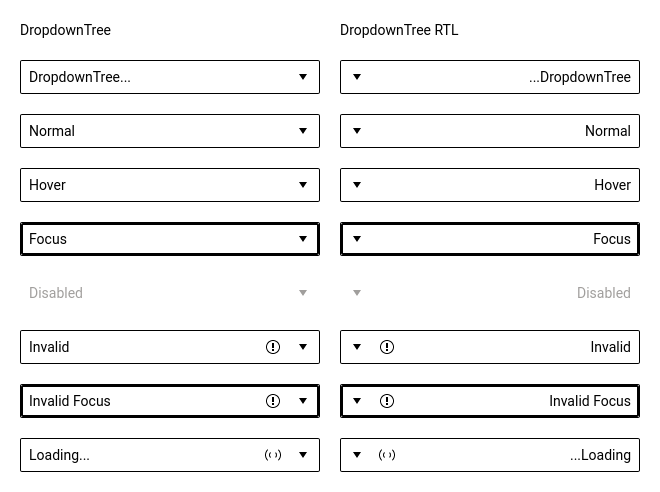 DropdownTree
DropdownTree RTL
DropdownTree...
...DropdownTree
Normal
Normal
Hover
Hover
Focus
Focus
Disabled
Disabled
Invalid
Invalid
Invalid Focus
Invalid Focus
Loading...
...Loading